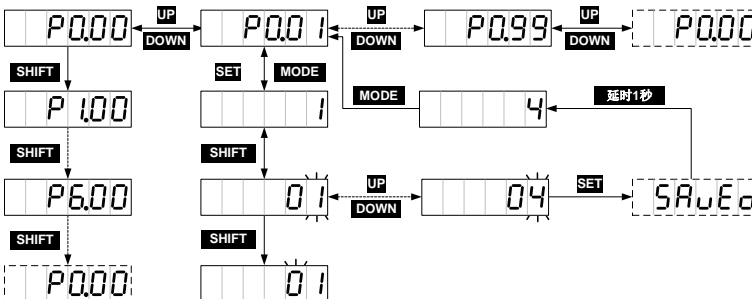 P0.00 UP DOWN P0.01 UP DOWN P0.99 UP DOWN P0.00
SHIFT SET MODE
P1.00 1 MODE 4 延时1秒
SHIFT SHIFT
P6.00 01 UP DOWN 04 SET SAvEd
SHIFT SHIFT
P0.00 01